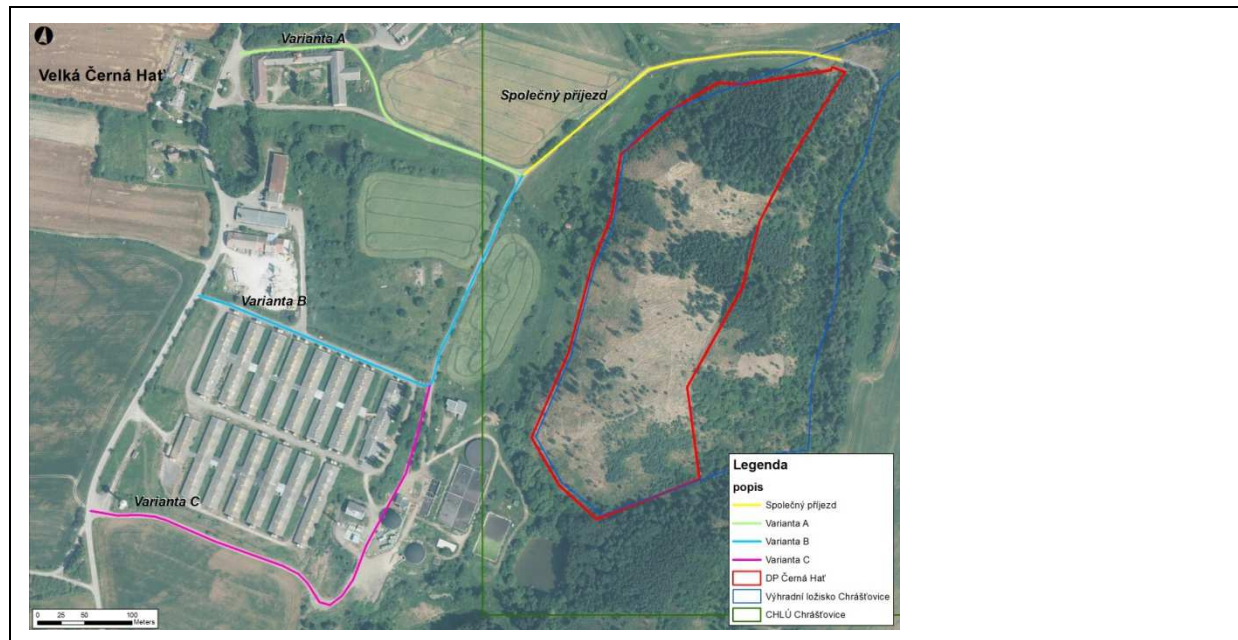 Varianta A
Velká Černá Hať
Společný příjezd
Varianta B
Varianta C
Legenda
popis
Společný příjezd
Varianta A
Varianta B
Varianta C
DP Černá Hať
Výhradní ložisko Chrášťovice
CHLÚ Chrášťovice
0 25 50 100
Meters